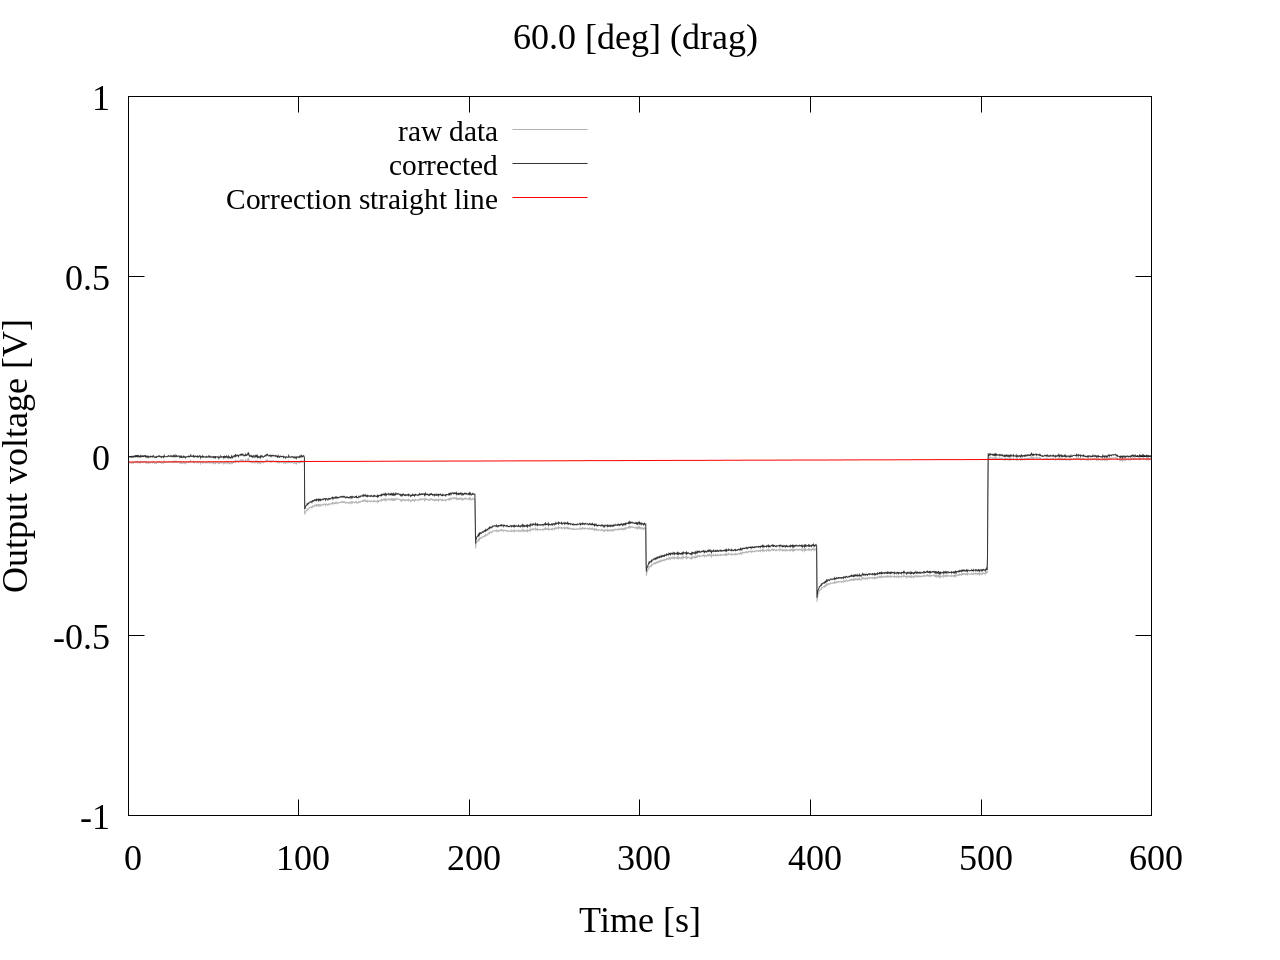 60.0 [deg] (drag)
1
raw data
corrected
Correction straight line
0.5
0
-0.5
-1
Output voltage [V]
0 100 200 300 400 500 600
Time [s]